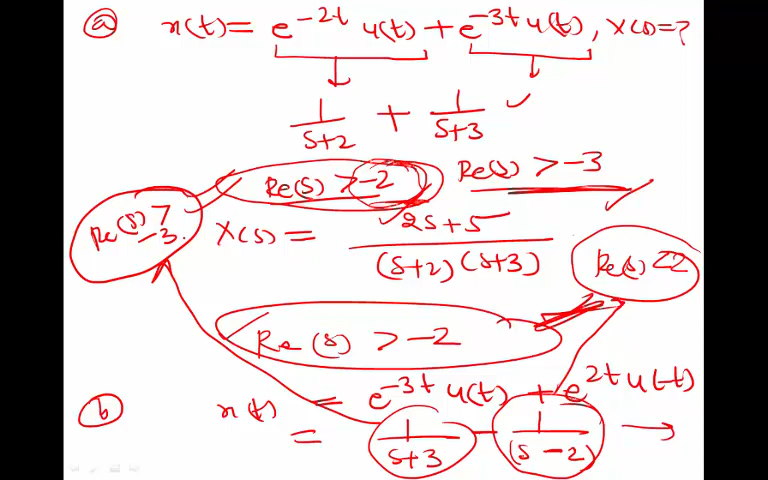 (a) x(t) = e^{-2t} u(t) + e^{-3t} u(t), X(s) = ?
1/(s+2) + 1/(s+3) ✓
Re(s) > -2 Re(s) > -3
Re(s) > -3.
X(s) = 2s+5 / (s+2)(s+3)
Re(s) < 2
Re(s) > -2
(b) x(t) = e^{-3t} u(t) + e^{2t} u(-t)
= 1/(s+3) - 1/(s-2) →